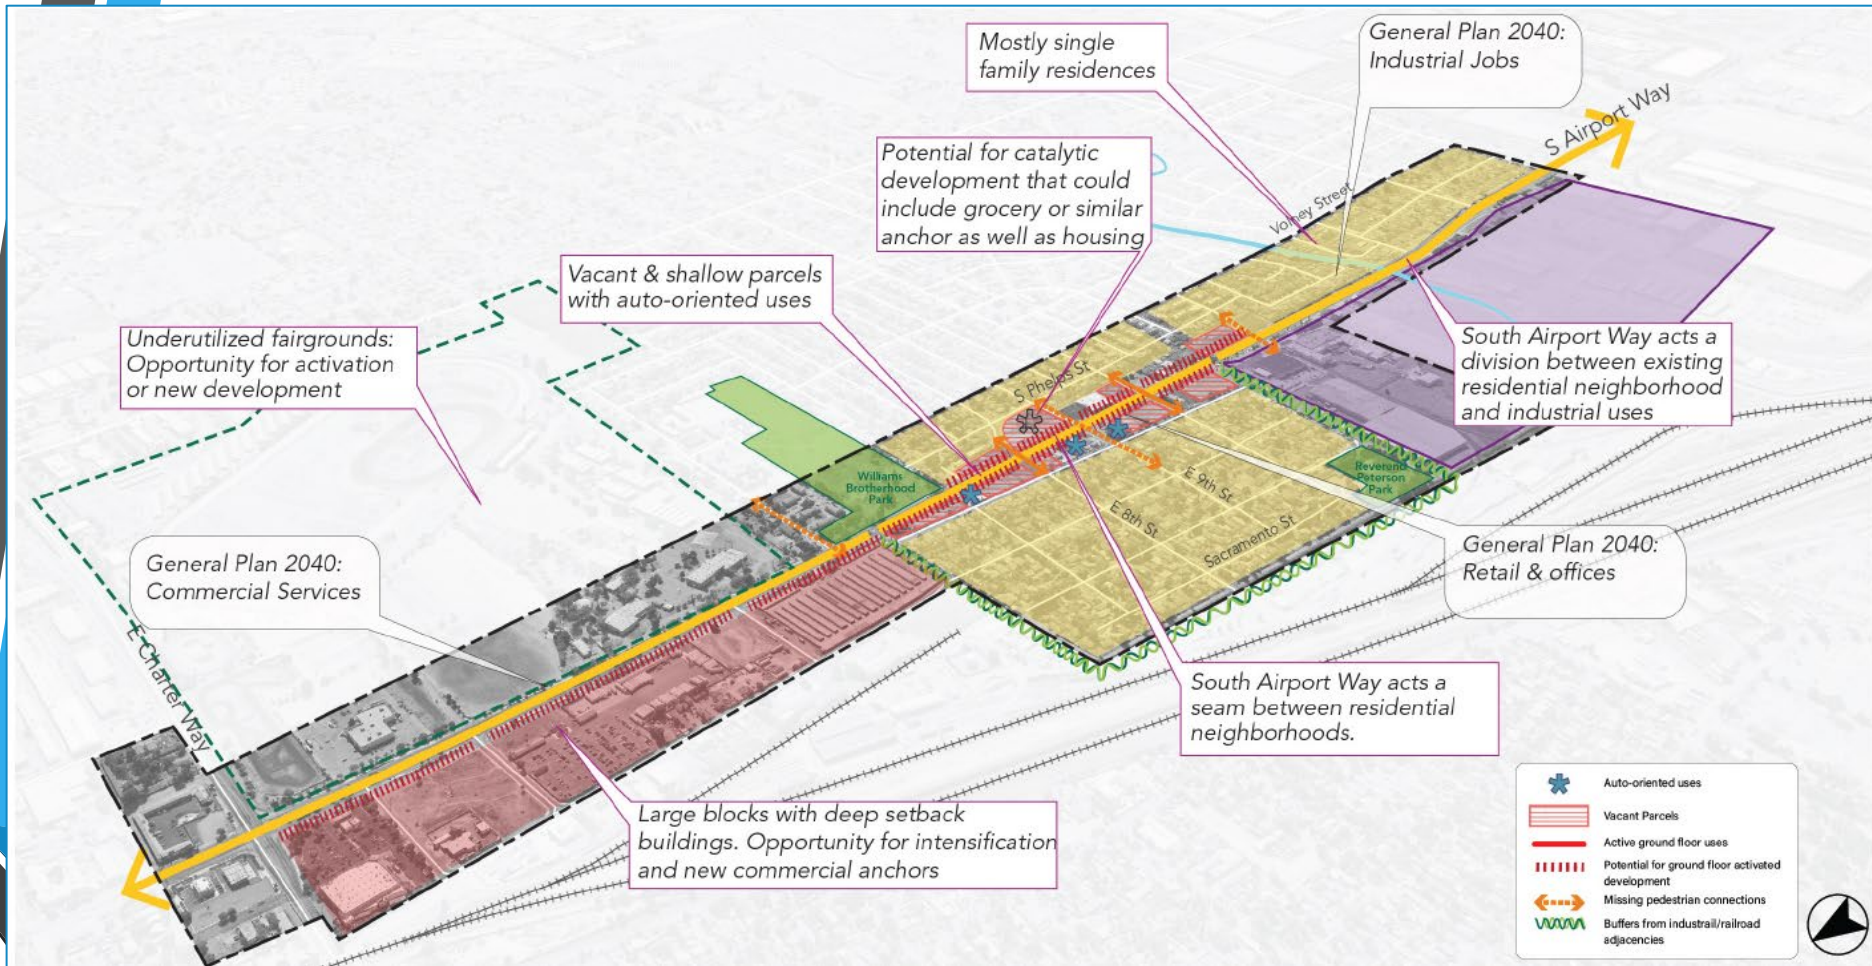 Mostly single
family residences
General Plan 2040:
Industrial Jobs
S Airport Way
Potential for catalytic
development that could
include grocery or similar
anchor as well as housing
Volney Street
Vacant & shallow parcels
with auto-oriented uses
Underutilized fairgrounds:
Opportunity for activation
or new development
South Airport Way acts a
division between existing
residential neighborhood
and industrial uses
S Phelps St
Williams
Brotherhood
Park
Reverend
Peterson
Park
E 9th St
E 8th St
Sacramento St
General Plan 2040:
Commercial Services
General Plan 2040:
Retail & offices
E Charter Way
South Airport Way acts a
seam between residential
neighborhoods.
Large blocks with deep setback
buildings. Opportunity for intensification
and new commercial anchors
Auto-oriented uses
Vacant Parcels
Active ground floor uses
Potential for ground floor activated
development
Missing pedestrian connections
Buffers from industrail/railroad
adjacencies